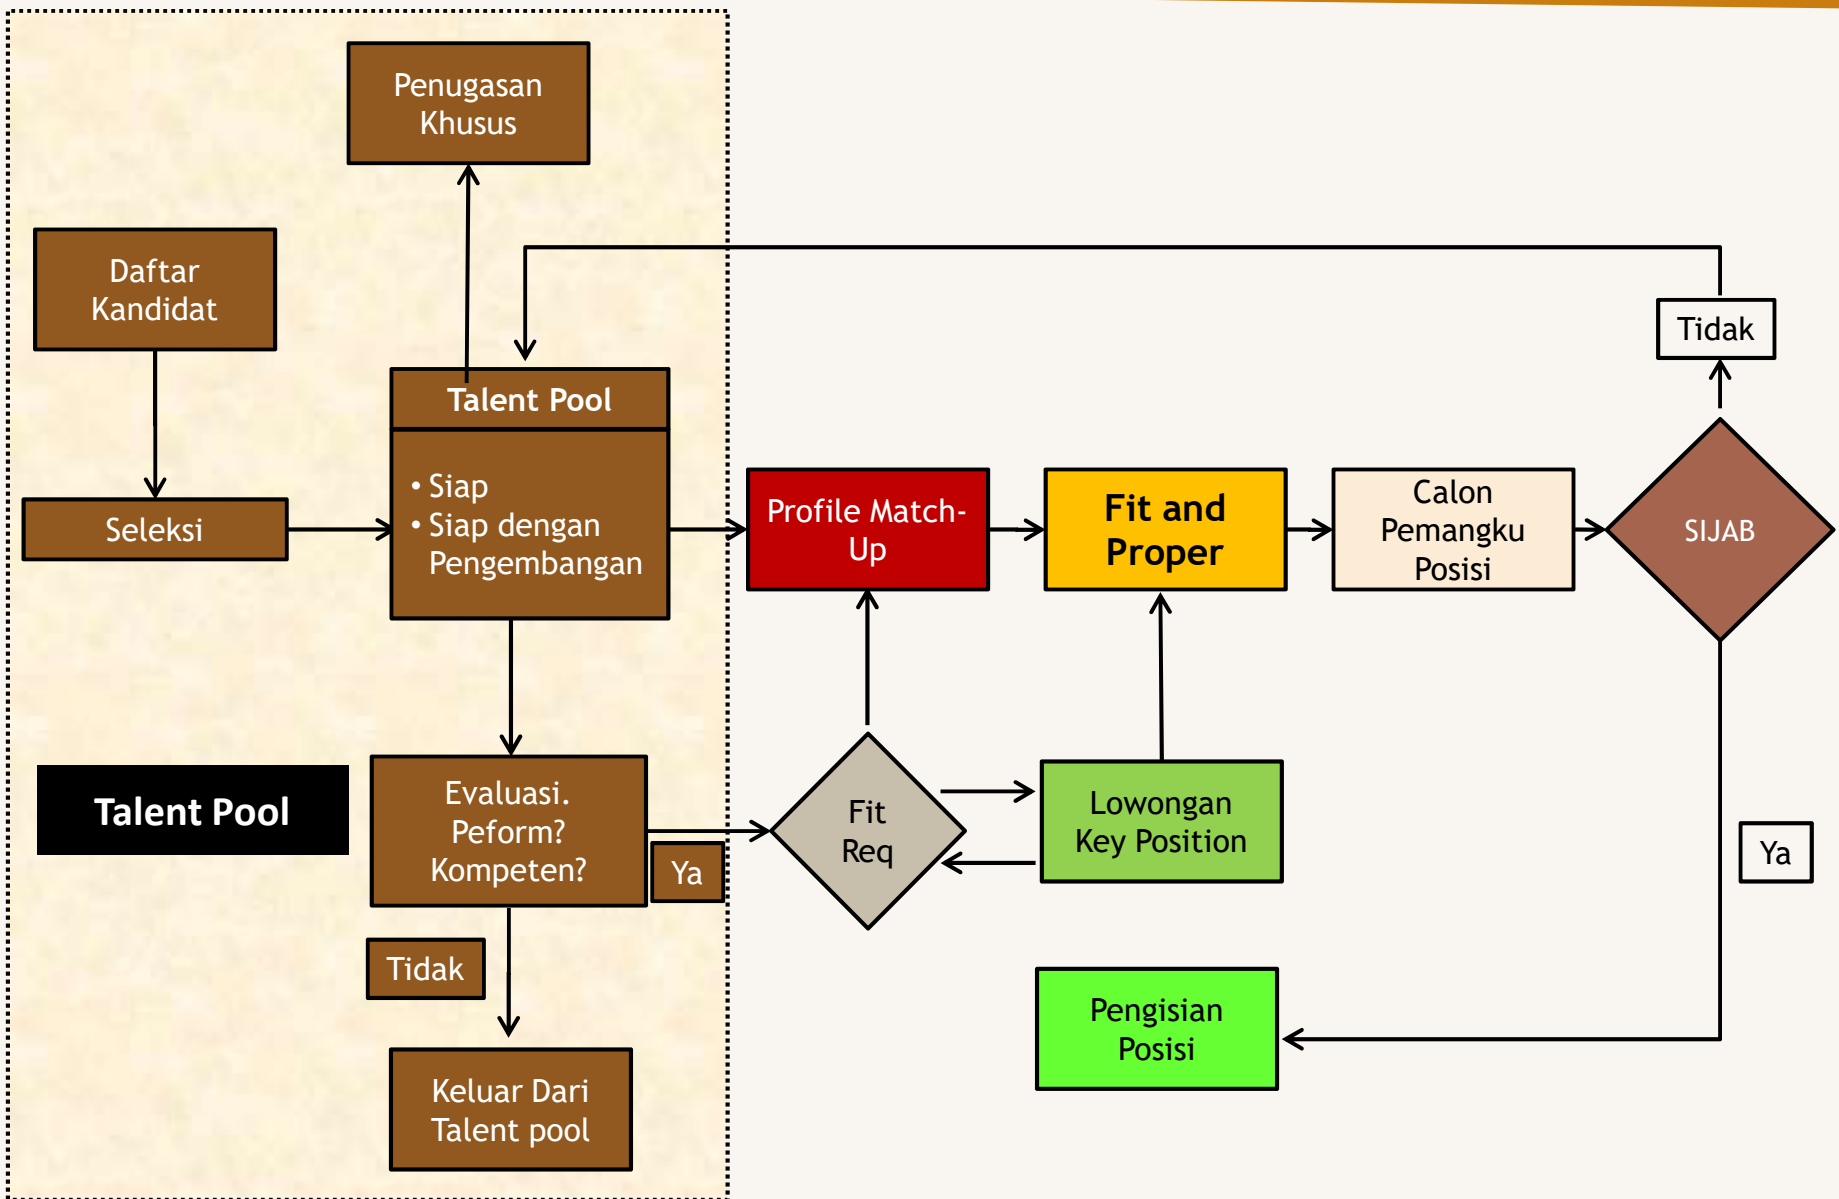 Penugasan
Khusus
Daftar
Kandidat
Tidak
Talent Pool
• Siap
• Siap dengan
Pengembangan
Seleksi
Profile Match-
Up
Fit and
Proper
Calon
Pemangku
Posisi
SIJAB
Talent Pool
Evaluasi.
Peform?
Kompeten?
Ya
Fit
Req
Lowongan
Key Position
Ya
Tidak
Pengisian
Posisi
Keluar Dari
Talent pool